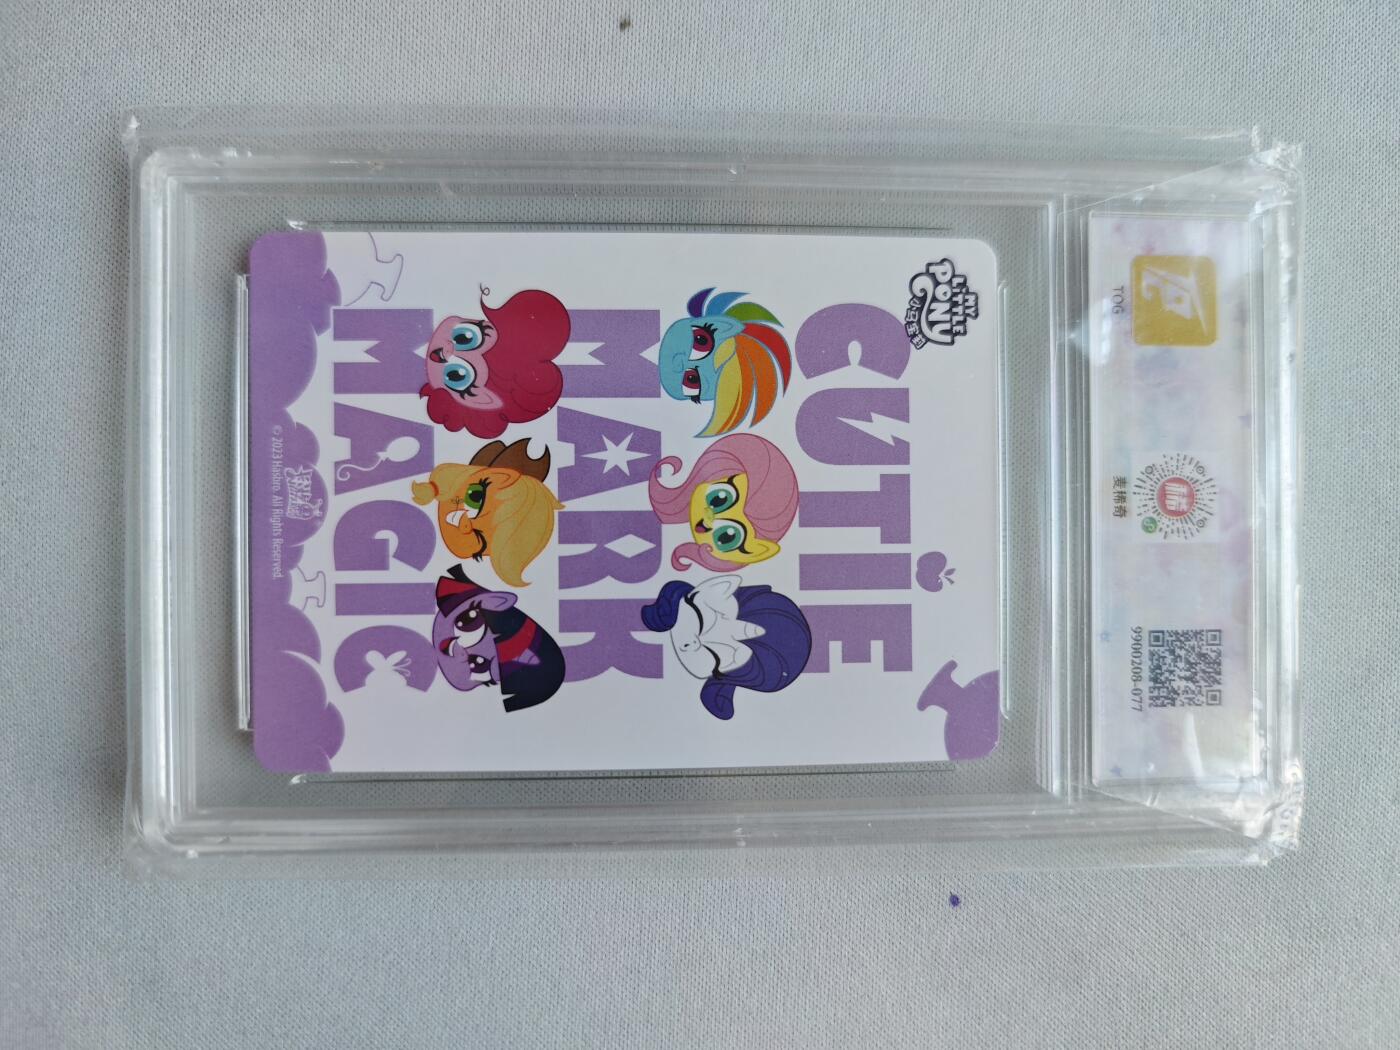 TOG
麦稀奇
9900208-077
MY
LITTLE
PONY
小马宝莉
CUTIE
MARK
MAGIC
© 2023 Hasbro. All Rights Reserved.